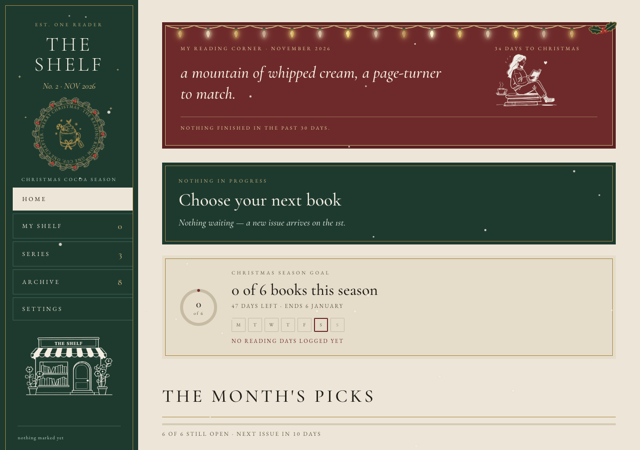 EST. ONE READER
THE
SHELF
No. 2 · NOV 2026
CHRISTMAS COCOA SEASON
HOME
MY SHELF 0
SERIES 3
ARCHIVE 8
SETTINGS
THE SHELF
nothing marked yet
MY READING CORNER · NOVEMBER 2026
34 DAYS TO CHRISTMAS
a mountain of whipped cream, a page-turner
to match.
NOTHING FINISHED IN THE PAST 30 DAYS.
NOTHING IN PROGRESS
Choose your next book
Nothing waiting — a new issue arrives on the 1st.
CHRISTMAS SEASON GOAL
0
of 6
0 of 6 books this season
47 DAYS LEFT · ENDS 6 JANUARY
M T W T F S S
NO READING DAYS LOGGED YET
THE MONTH'S PICKS
6 OF 6 STILL OPEN · NEXT ISSUE IN 10 DAYS